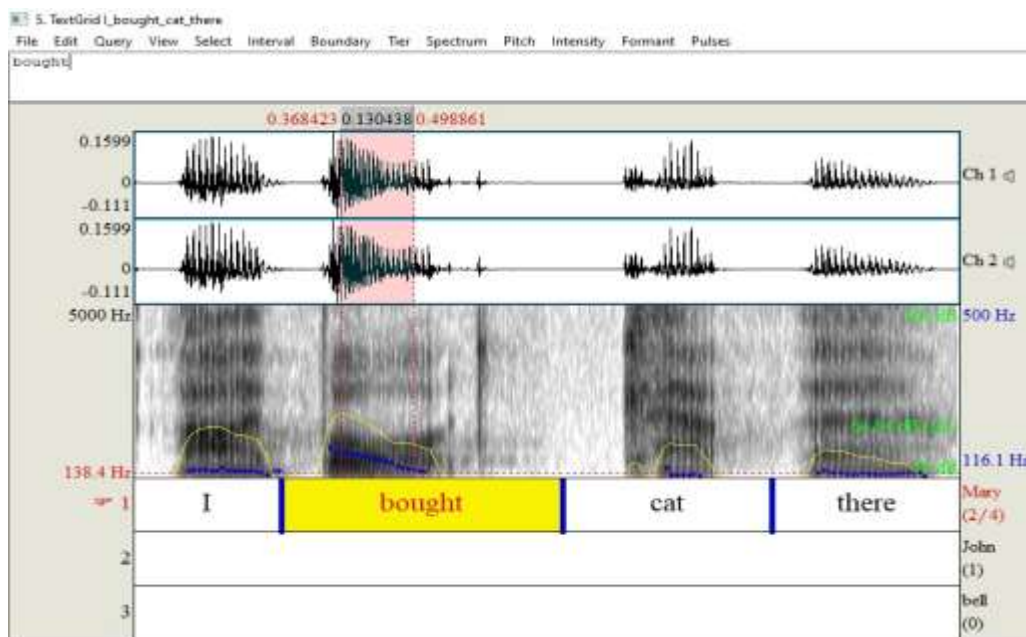 5. TextGrid I_bought_cat_there
File Edit Query View Select Interval Boundary Tier Spectrum Pitch Intensity Formant Pulses
bought
0.368423 0.130438 0.498861
0.1599
0
-0.111
Ch 1
0.1599
0
-0.111
Ch 2
5000 Hz
500 Hz
138.4 Hz
116.1 Hz
1
I bought cat there
Mary
(2/4)
2
John
(1)
3
bell
(0)